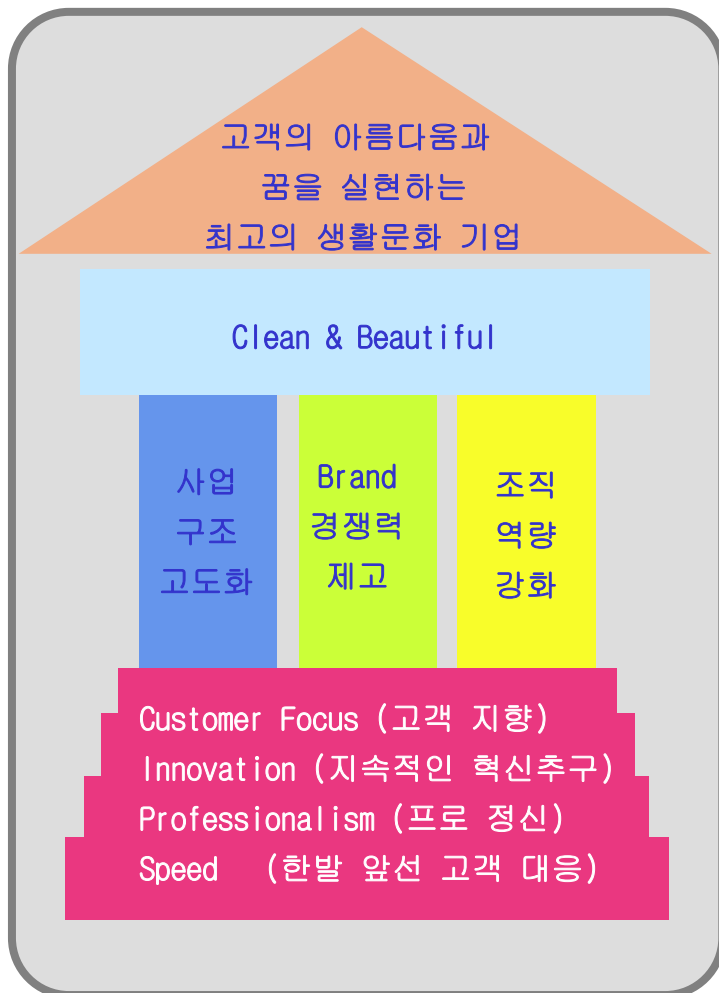 고객의 아름다움과
꿈을 실현하는
최고의 생활문화 기업
Clean & Beautiful
사업
구조
고도화
Brand
경쟁력
제고
조직
역량
강화
Customer Focus (고객 지향)
Innovation (지속적인 혁신추구)
Professionalism (프로 정신)
Speed (한발 앞선 고객 대응)